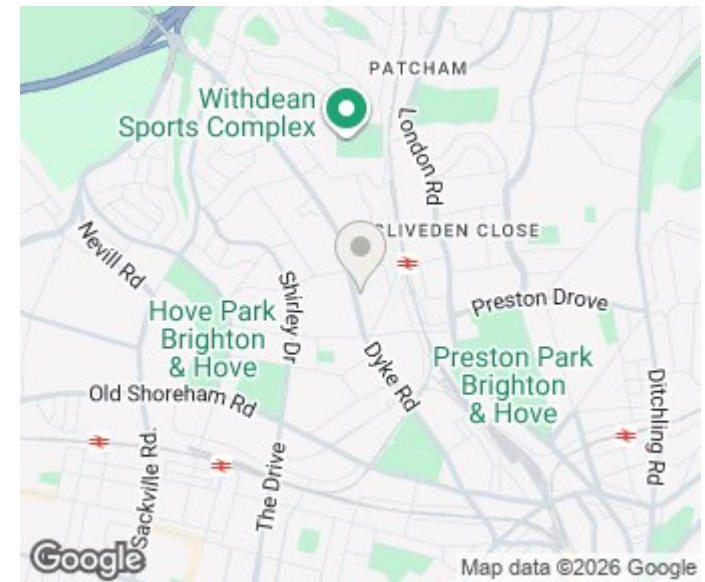 PATCHAM
Withdean
Sports Complex
London Rd
CLIVEDEN CLOSE
Nevill Rd
Shirley Dr
Preston Drove
Hove Park
Brighton
& Hove
Dyke Rd
Preston Park
Brighton
& Hove
Old Shoreham Rd
Ditchling Rd
Sackville Rd.
The Drive
Google
Map data ©2026 Google